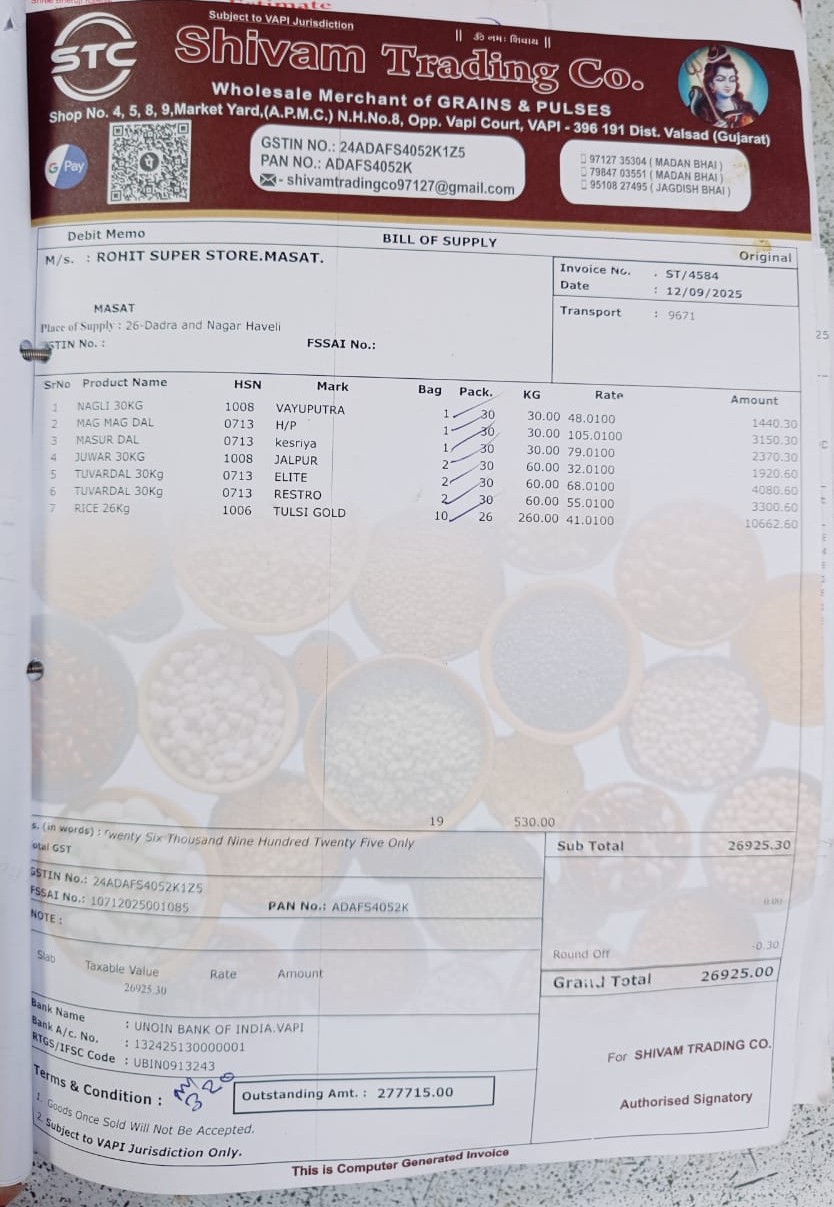 Subject to VAPI Jurisdiction
|| ॐ नमः शिवाय ||
STC
Shivam Trading Co.
Wholesale Merchant of GRAINS & PULSES
Shop No. 4, 5, 8, 9,Market Yard,(A.P.M.C.) N.H.No.8, Opp. Vapi Court, VAPI - 396 191 Dist. Valsad (Gujarat)
G Pay
GSTIN NO.: 24ADAFS4052K1Z5
PAN NO.: ADAFS4052K
- shivamtradingco97127@gmail.com
97127 35304 ( MADAN BHAI )
79847 03551 ( MADAN BHAI )
95108 27495 ( JAGDISH BHAI )
Debit Memo BILL OF SUPPLY Original
M/s. : ROHIT SUPER STORE.MASAT.
Invoice No. . ST/4584
Date : 12/09/2025
Transport : 9671
MASAT
Place of Supply : 26-Dadra and Nagar Haveli
GSTIN No. : FSSAI No.:
SrNo Product Name HSN Mark Bag Pack. KG Rate Amount
1 NAGLI 30KG 1008 VAYUPUTRA 1 30 30.00 48.0100 1440.30
2 MAG MAG DAL 0713 H/P 1 30 30.00 105.0100 3150.30
3 MASUR DAL 0713 kesriya 1 30 30.00 79.0100 2370.30
4 JUWAR 30KG 1008 JALPUR 2 30 60.00 32.0100 1920.60
5 TUVARDAL 30Kg 0713 ELITE 2 30 60.00 68.0100 4080.60
6 TUVARDAL 30Kg 0713 RESTRO 2 30 60.00 55.0100 3300.60
7 RICE 26Kg 1006 TULSI GOLD 10 26 260.00 41.0100 10662.60
19 530.00
s. (in words) : Twenty Six Thousand Nine Hundred Twenty Five Only
otal GST
Sub Total 26925.30
GSTIN No.: 24ADAFS4052K1Z5
FSSAI No.: 10712025001085 PAN No.: ADAFS4052K
0.00
NOTE :
Round Off -0.30
Slab Taxable Value Rate Amount
26925.30
Grand Total 26925.00
Bank Name : UNOIN BANK OF INDIA.VAPI
Bank A/c. No. : 132425130000001
RTGS/IFSC Code : UBIN0913243
For SHIVAM TRADING CO.
Terms & Condition :
320
Outstanding Amt. : 277715.00
1. Goods Once Sold Will Not Be Accepted.
2. Subject to VAPI Jurisdiction Only.
Authorised Signatory
This is Computer Generated Invoice